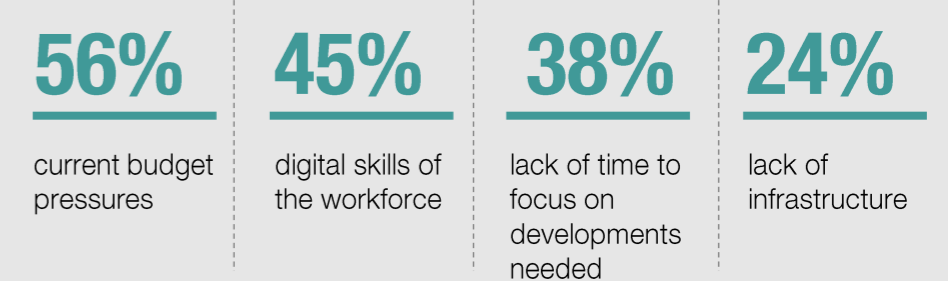 56%
current budget
pressures
45%
digital skills of
the workforce
38%
lack of time to
focus on
developments
needed
24%
lack of
infrastructure